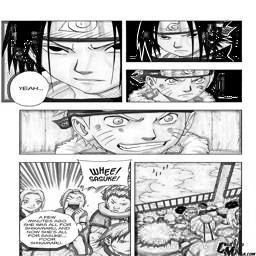 YEAH...
WHEE!
SASUKE!
A FEW
MINUTES AGO
SHE WAS ALL FOR
SHIKAMARU,
AND NOW
SHE'S ALL
FOR
SASUKE...
POOR
SHIKAMARU.